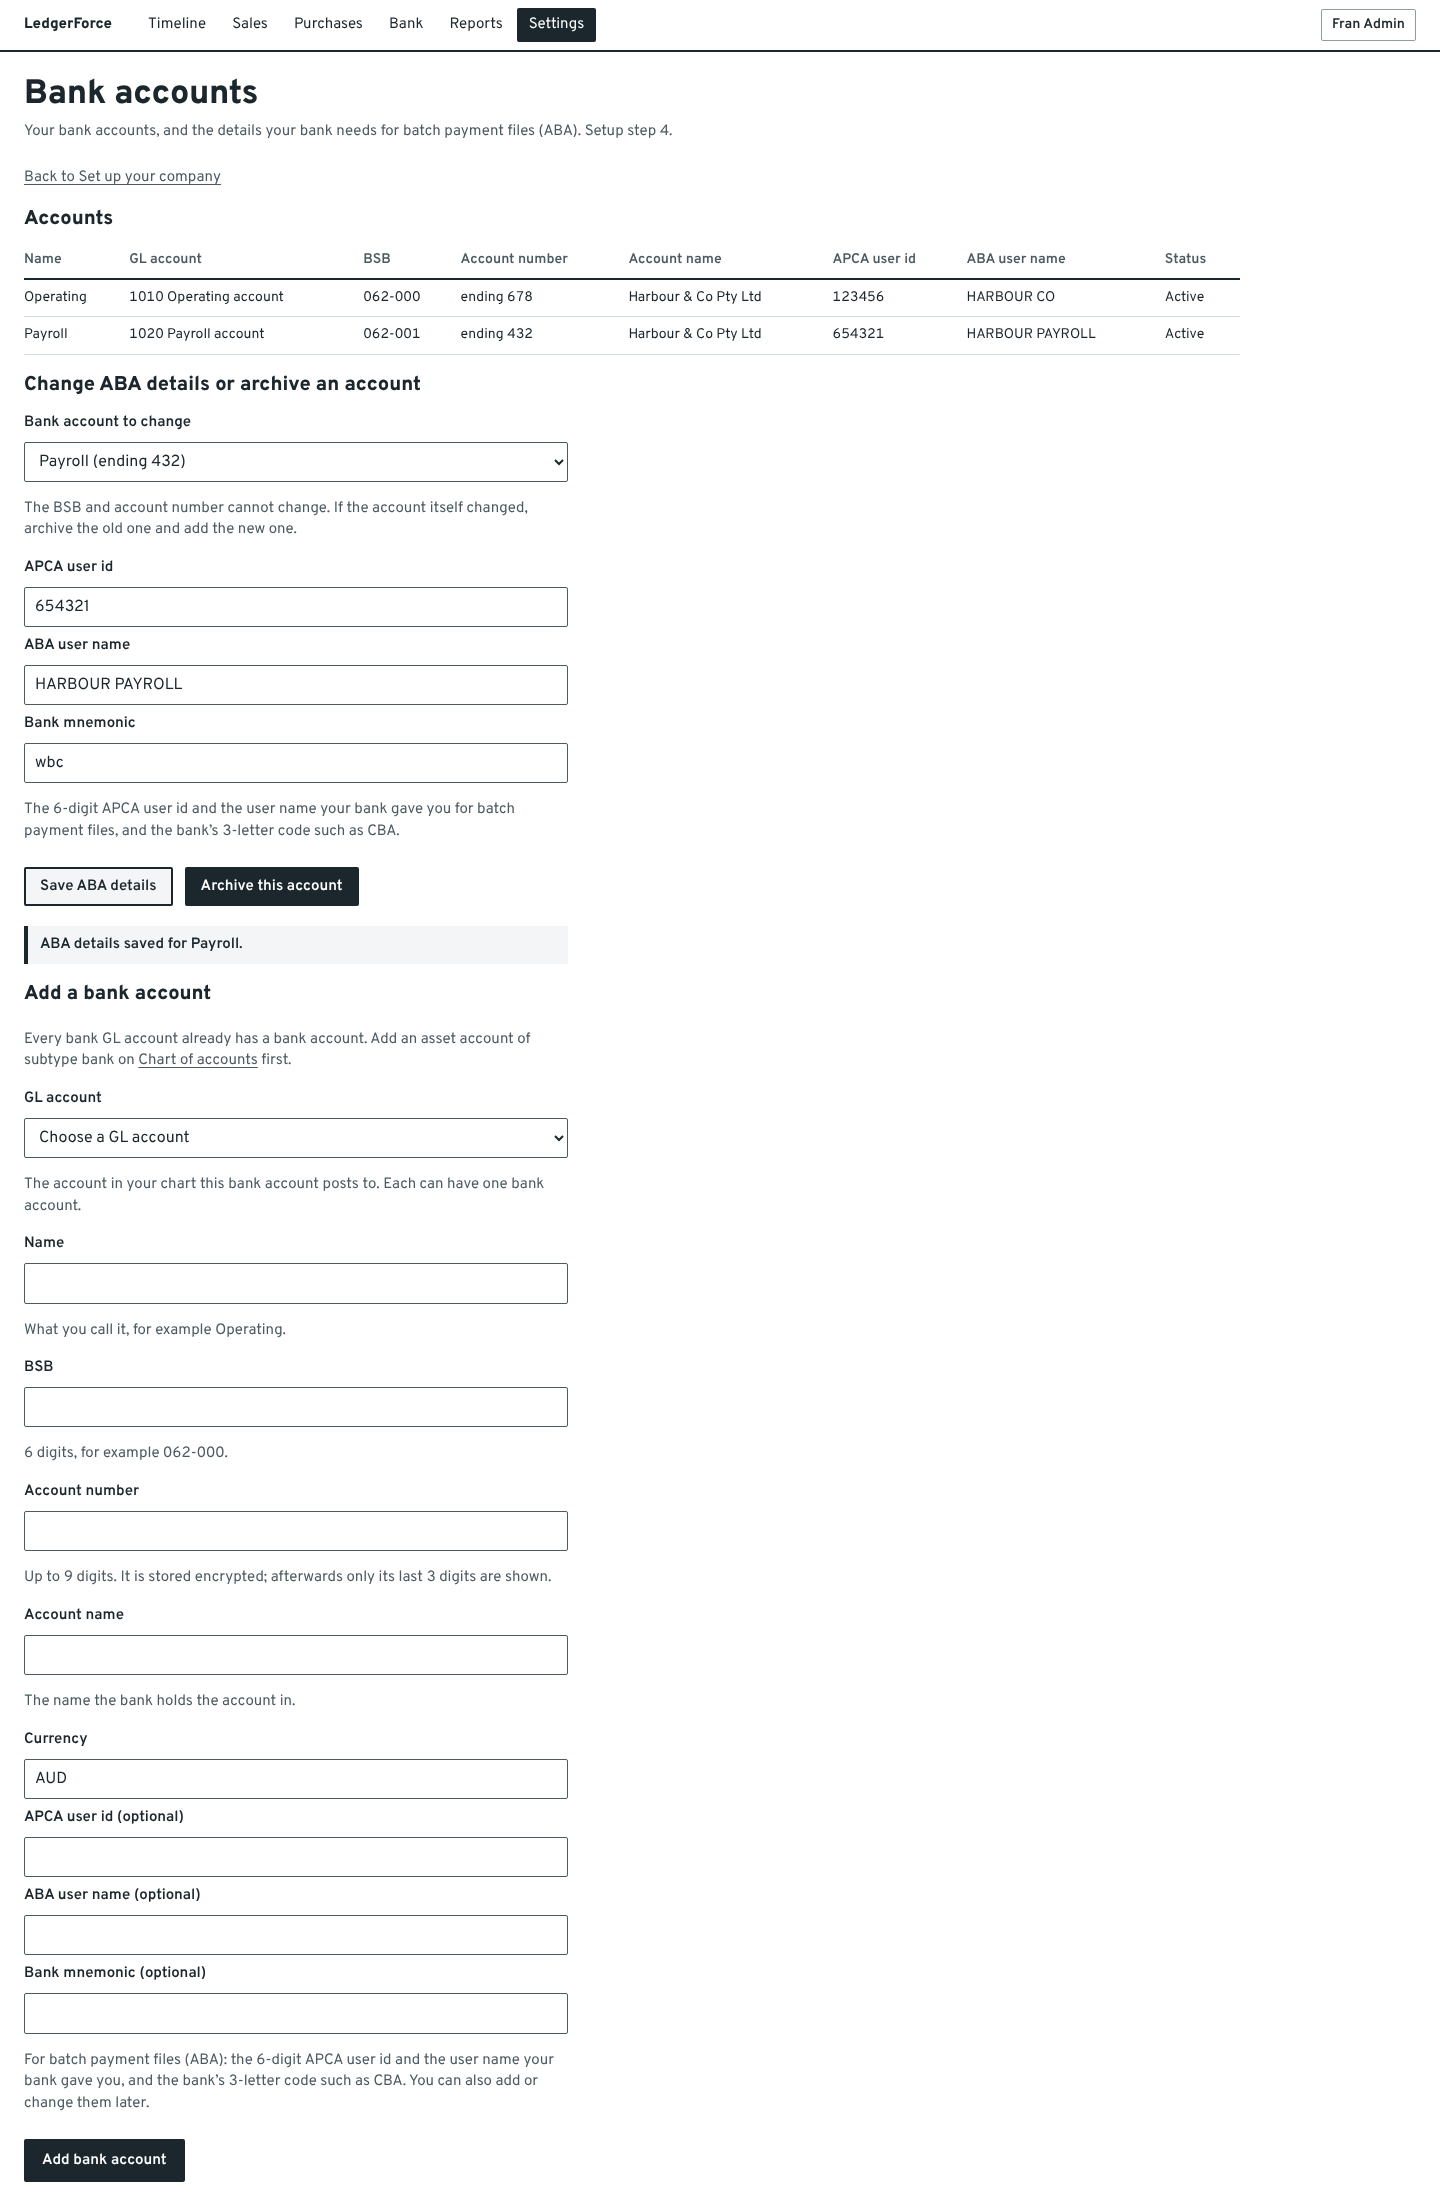 LedgerForce Timeline Sales Purchases Bank Reports Settings Fran Admin
Bank accounts
Your bank accounts, and the details your bank needs for batch payment files (ABA). Setup step 4.
Back to Set up your company
Accounts
Name GL account BSB Account number Account name APCA user id ABA user name Status
Operating 1010 Operating account 062-000 ending 678 Harbour & Co Pty Ltd 123456 HARBOUR CO Active
Payroll 1020 Payroll account 062-001 ending 432 Harbour & Co Pty Ltd 654321 HARBOUR PAYROLL Active
Change ABA details or archive an account
Bank account to change
Payroll (ending 432)
The BSB and account number cannot change. If the account itself changed,
archive the old one and add the new one.
APCA user id
654321
ABA user name
HARBOUR PAYROLL
Bank mnemonic
wbc
The 6-digit APCA user id and the user name your bank gave you for batch
payment files, and the bank’s 3-letter code such as CBA.
Save ABA details Archive this account
ABA details saved for Payroll.
Add a bank account
Every bank GL account already has a bank account. Add an asset account of
subtype bank on Chart of accounts first.
GL account
Choose a GL account
The account in your chart this bank account posts to. Each can have one bank
account.
Name
What you call it, for example Operating.
BSB
6 digits, for example 062-000.
Account number
Up to 9 digits. It is stored encrypted; afterwards only its last 3 digits are shown.
Account name
The name the bank holds the account in.
Currency
AUD
APCA user id (optional)
ABA user name (optional)
Bank mnemonic (optional)
For batch payment files (ABA): the 6-digit APCA user id and the user name your
bank gave you, and the bank’s 3-letter code such as CBA. You can also add or
change them later.
Add bank account